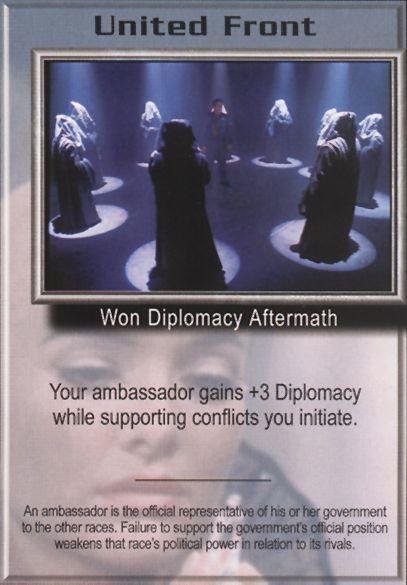 United Front
Won Diplomacy Aftermath
Your ambassador gains +3 Diplomacy
while supporting conflicts you initiate.
An ambassador is the official representative of his or her government
to the other races. Failure to support the government's official position
weakens that race's political power in relation to its rivals.